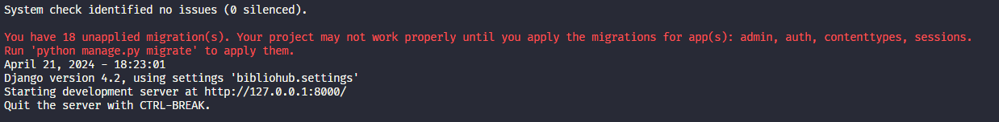 System check identified no issues (0 silenced).
You have 18 unapplied migration(s). Your project may not work properly until you apply the migrations for app(s): admin, auth, contenttypes, sessions.
Run 'python manage.py migrate' to apply them.
April 21, 2024 - 18:23:01
Django version 4.2, using settings 'bibliohub.settings'
Starting development server at http://127.0.0.1:8000/
Quit the server with CTRL-BREAK.